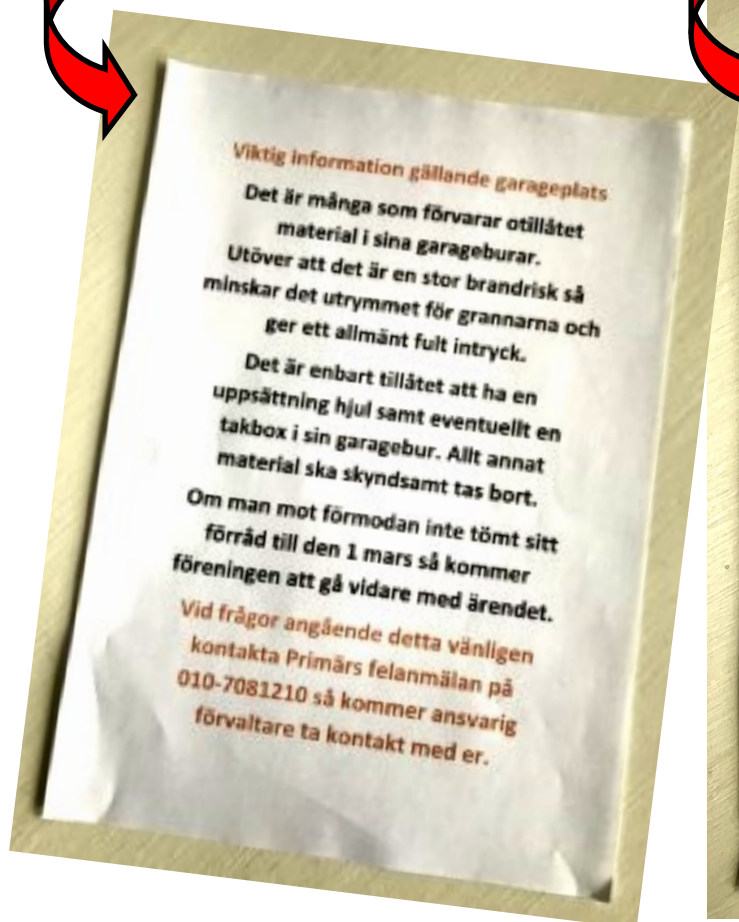 Viktig information gällande garageplats
Det är många som förvarar otillåtet
material i sina garageburar.
Utöver att det är en stor brandrisk så
minskar det utrymmet för grannarna och
ger ett allmänt fult intryck.
Det är enbart tillåtet att ha en
uppsättning hjul samt eventuellt en
takbox i sin garagebur. Allt annat
material ska skyndsamt tas bort.
Om man mot förmodan inte tömt sitt
förråd till den 1 mars så kommer
föreningen att gå vidare med ärendet.
Vid frågor angående detta vänligen
kontakta Primärs felanmälan på
010-7081210 så kommer ansvarig
förvaltare ta kontakt med er.